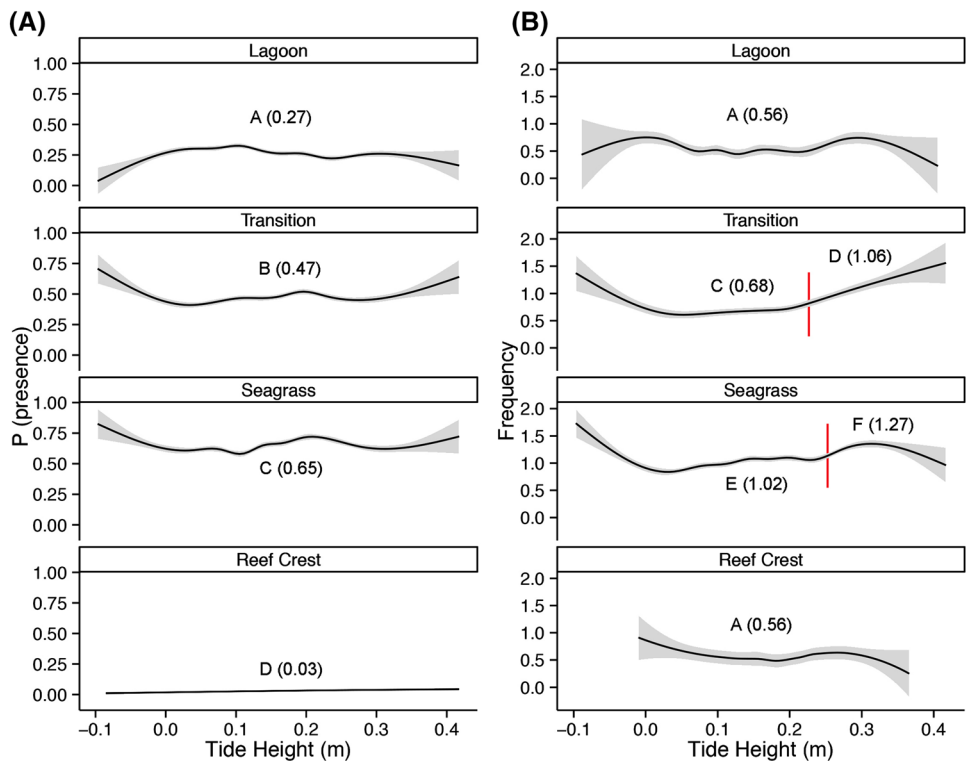 (A)
Lagoon
1.00
0.75
0.50
0.25
0.00
A (0.27)
Transition
1.00
0.75
0.50
0.25
0.00
B (0.47)
Seagrass
1.00
0.75
0.50
0.25
0.00
C (0.65)
Reef Crest
1.00
0.75
0.50
0.25
0.00
D (0.03)
P (presence)
−0.1 0.0 0.1 0.2 0.3 0.4
Tide Height (m)
(B)
Lagoon
2.0
1.5
1.0
0.5
0.0
A (0.56)
Transition
2.0
1.5
1.0
0.5
0.0
C (0.68)
D (1.06)
Seagrass
2.0
1.5
1.0
0.5
0.0
E (1.02)
F (1.27)
Reef Crest
2.0
1.5
1.0
0.5
0.0
A (0.56)
Frequency
−0.1 0.0 0.1 0.2 0.3 0.4
Tide Height (m)